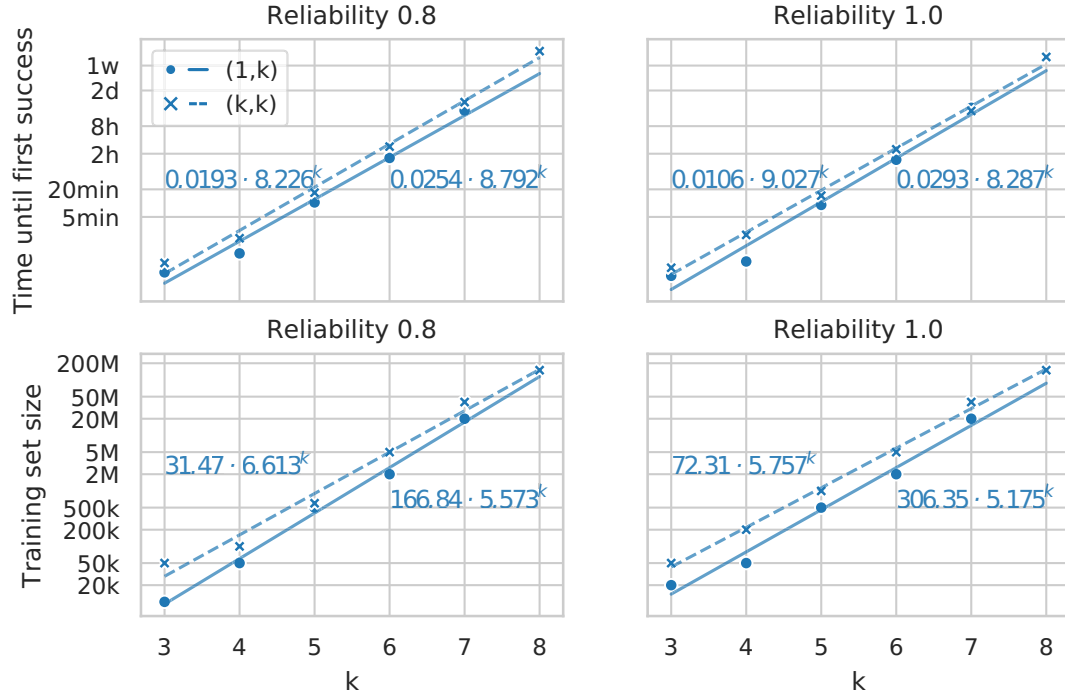 Reliability 0.8
Reliability 1.0
Time until first success
1w
2d
8h
2h
20min
5min
(1,k)
(k,k)
0.0193 · 8.226^k
0.0254 · 8.792^k
0.0106 · 9.027^k
0.0293 · 8.287^k
Reliability 0.8
Reliability 1.0
Training set size
200M
50M
20M
5M
2M
500k
200k
50k
20k
31.47 · 6.613^k
166.84 · 5.573^k
72.31 · 5.757^k
306.35 · 5.175^k
3 4 5 6 7 8
3 4 5 6 7 8
k
k